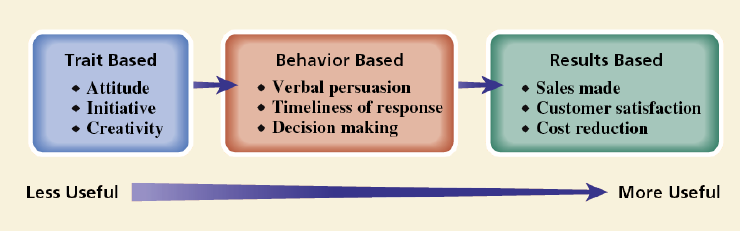 Trait Based
◆ Attitude
◆ Initiative
◆ Creativity
Behavior Based
◆ Verbal persuasion
◆ Timeliness of response
◆ Decision making
Results Based
◆ Sales made
◆ Customer satisfaction
◆ Cost reduction
Less Useful
More Useful